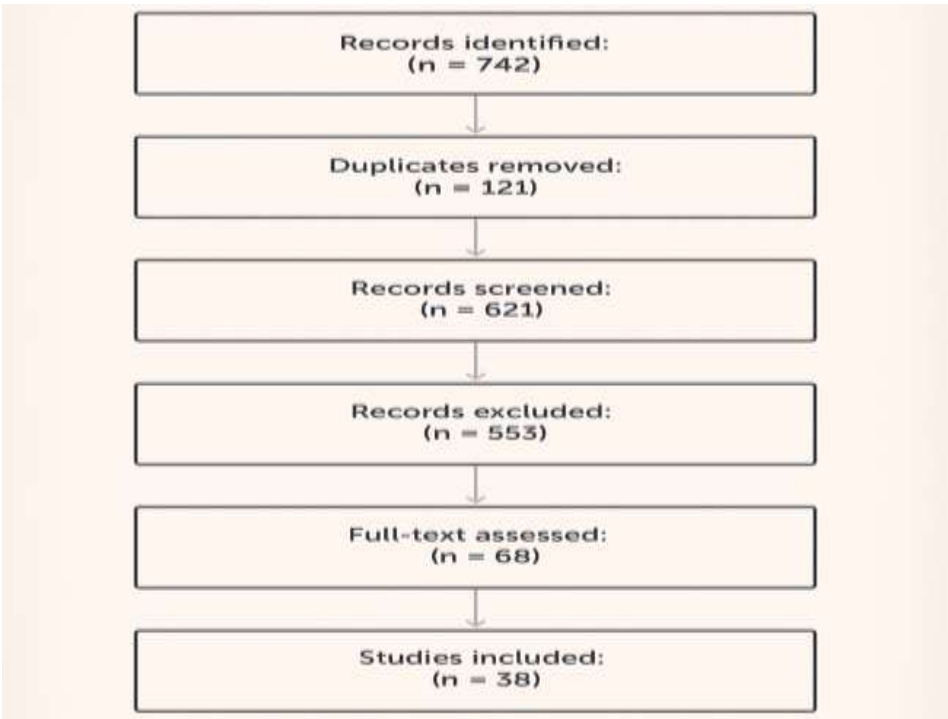 Records identified:
(n = 742)
Duplicates removed:
(n = 121)
Records screened:
(n = 621)
Records excluded:
(n = 553)
Full-text assessed:
(n = 68)
Studies included:
(n = 38)